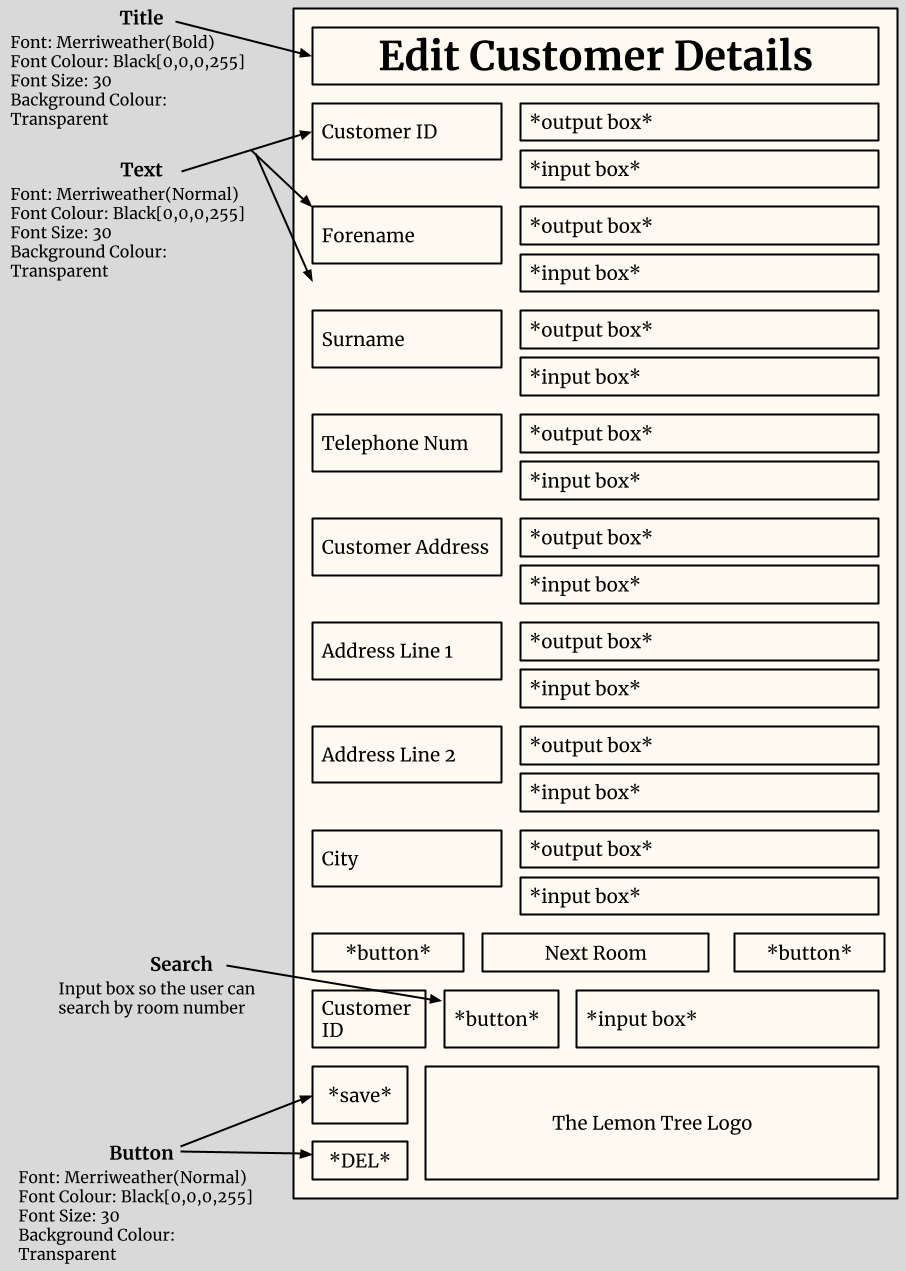 Title
Font: Merriweather(Bold)
Font Colour: Black[0,0,0,255]
Font Size: 30
Background Colour:
Transparent
Text
Font: Merriweather(Normal)
Font Colour: Black[0,0,0,255]
Font Size: 30
Background Colour:
Transparent
Edit Customer Details
Customer ID
*output box*
*input box*
Forename
*output box*
*input box*
Surname
*output box*
*input box*
Telephone Num
*output box*
*input box*
Customer Address
*output box*
*input box*
Address Line 1
*output box*
*input box*
Address Line 2
*output box*
*input box*
City
*output box*
*input box*
*button*
Next Room
*button*
Search
Input box so the user can
search by room number
Customer
ID
*button*
*input box*
*save*
*DEL*
The Lemon Tree Logo
Button
Font: Merriweather(Normal)
Font Colour: Black[0,0,0,255]
Font Size: 30
Background Colour:
Transparent